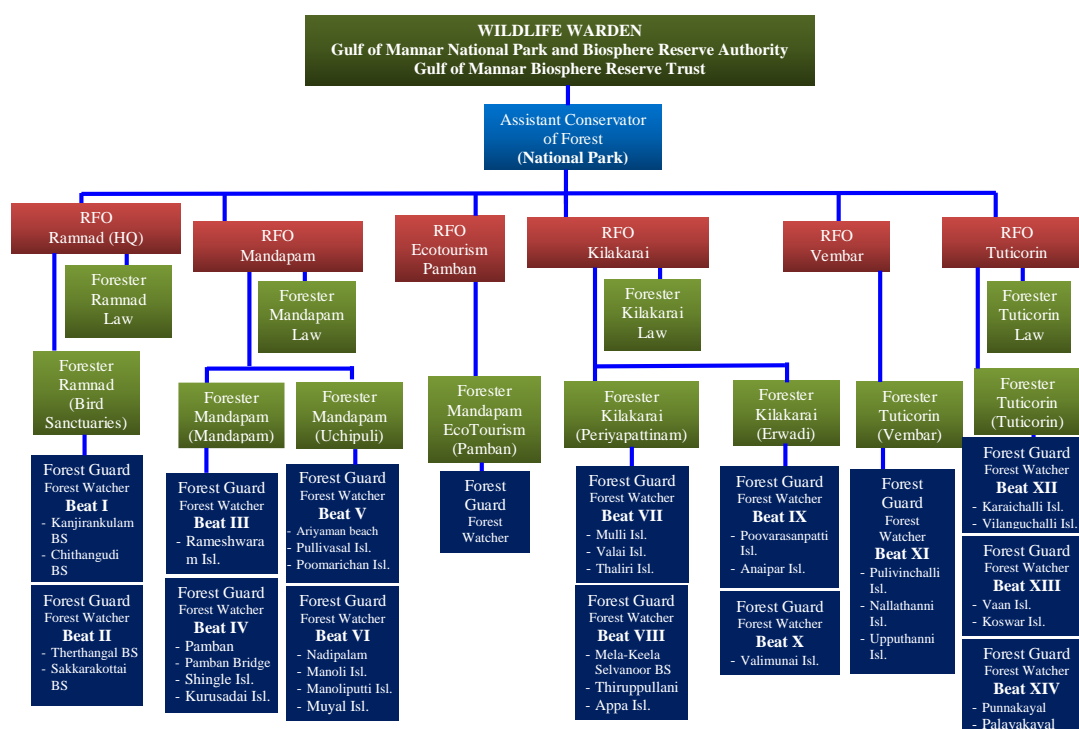 WILDLIFE WARDEN
Gulf of Mannar National Park and Biosphere Reserve Authority
Gulf of Mannar Biosphere Reserve Trust
Assistant Conservator
of Forest
(National Park)
RFO
Ramnad (HQ)
RFO
Mandapam
RFO
Ecotourism
Pamban
RFO
Kilakarai
RFO
Vembar
RFO
Tuticorin
Forester
Ramnad
Law
Forester
Mandapam
Law
Forester
Kilakarai
Law
Forester
Tuticorin
Law
Forester
Ramnad
(Bird
Sanctuaries)
Forester
Mandapam
(Mandapam)
Forester
Mandapam
(Uchipuli)
Forester
Mandapam
EcoTourism
(Pamban)
Forester
Kilakarai
(Periyapattinam)
Forester
Kilakarai
(Erwadi)
Forester
Tuticorin
(Vembar)
Forester
Tuticorin
(Tuticorin)
Forest Guard
Forest Watcher
Beat I
- Kanjirankulam
BS
- Chithangudi
BS
Forest Guard
Forest Watcher
Beat II
- Therthangal BS
- Sakkarakottai
BS
Forest Guard
Forest Watcher
Beat III
- Rameshwara
m Isl.
Forest Guard
Forest Watcher
Beat IV
- Pamban
- Pamban Bridge
- Shingle Isl.
- Kurusadai Isl.
Forest Guard
Forest Watcher
Beat V
- Ariyaman beach
- Pullivasal Isl.
- Poomarichan Isl.
Forest Guard
Forest Watcher
Beat VI
- Nadipalam
- Manoli Isl.
- Manoliputti Isl.
- Muyal Isl.
Forest
Guard
Forest
Watcher
Forest Guard
Forest Watcher
Beat VII
- Mulli Isl.
- Valai Isl.
- Thaliri Isl.
Forest Guard
Forest Watcher
Beat VIII
- Mela-Keela
Selvanoor BS
- Thiruppullani
- Appa Isl.
Forest Guard
Forest Watcher
Beat IX
- Poovarasanpatti
Isl.
- Anaipar Isl.
Forest Guard
Forest Watcher
Beat X
- Valimunai Isl.
Forest
Guard
Forest
Watcher
Beat XI
- Pulivinchalli
Isl.
- Nallathanni
Isl.
- Upputhanni
Isl.
Forest Guard
Forest Watcher
Beat XII
- Karaichalli Isl.
- Vilanguchalli Isl.
Forest Guard
Forest Watcher
Beat XIII
- Vaan Isl.
- Koswar Isl.
Forest Guard
Forest Watcher
Beat XIV
- Punnakayal
- Palayakayal